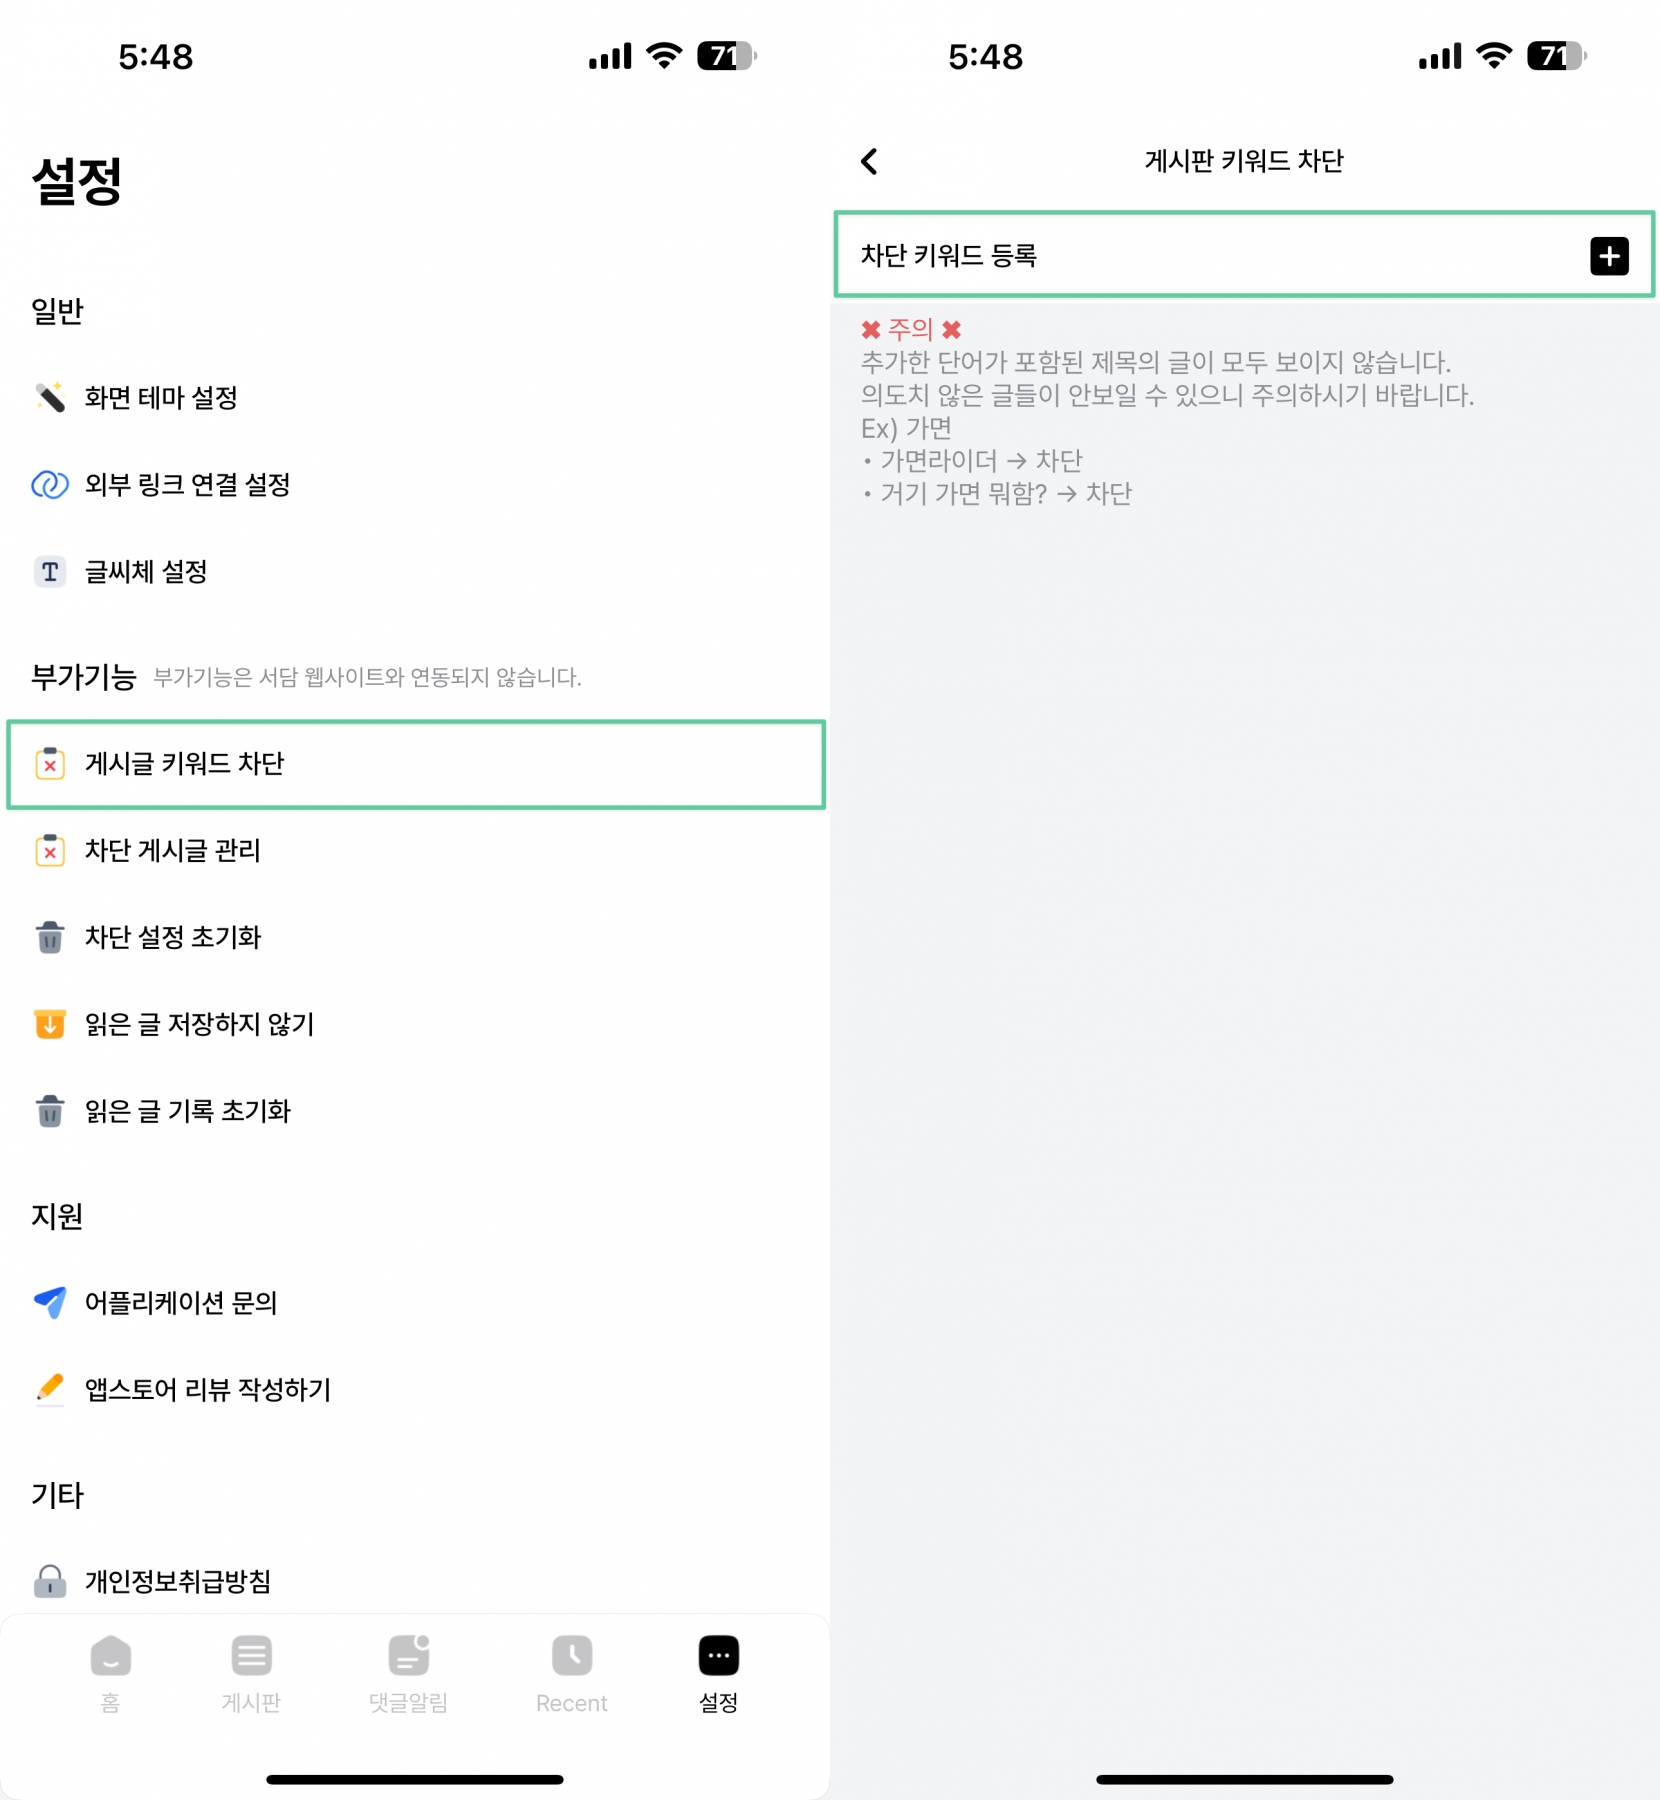 5:48
71
설정
일반
화면 테마 설정
외부 링크 연결 설정
T 글씨체 설정
부가기능 부가기능은 서담 웹사이트와 연동되지 않습니다.
게시글 키워드 차단
차단 게시글 관리
차단 설정 초기화
읽은 글 저장하지 않기
읽은 글 기록 초기화
지원
어플리케이션 문의
앱스토어 리뷰 작성하기
기타
개인정보취급방침
홈 게시판 댓글알림 Recent 설정
5:48
71
게시판 키워드 차단
차단 키워드 등록
✖ 주의 ✖
추가한 단어가 포함된 제목의 글이 모두 보이지 않습니다.
의도치 않은 글들이 안보일 수 있으니 주의하시기 바랍니다.
Ex) 가면
• 가면라이더 → 차단
• 거기 가면 뭐함? → 차단